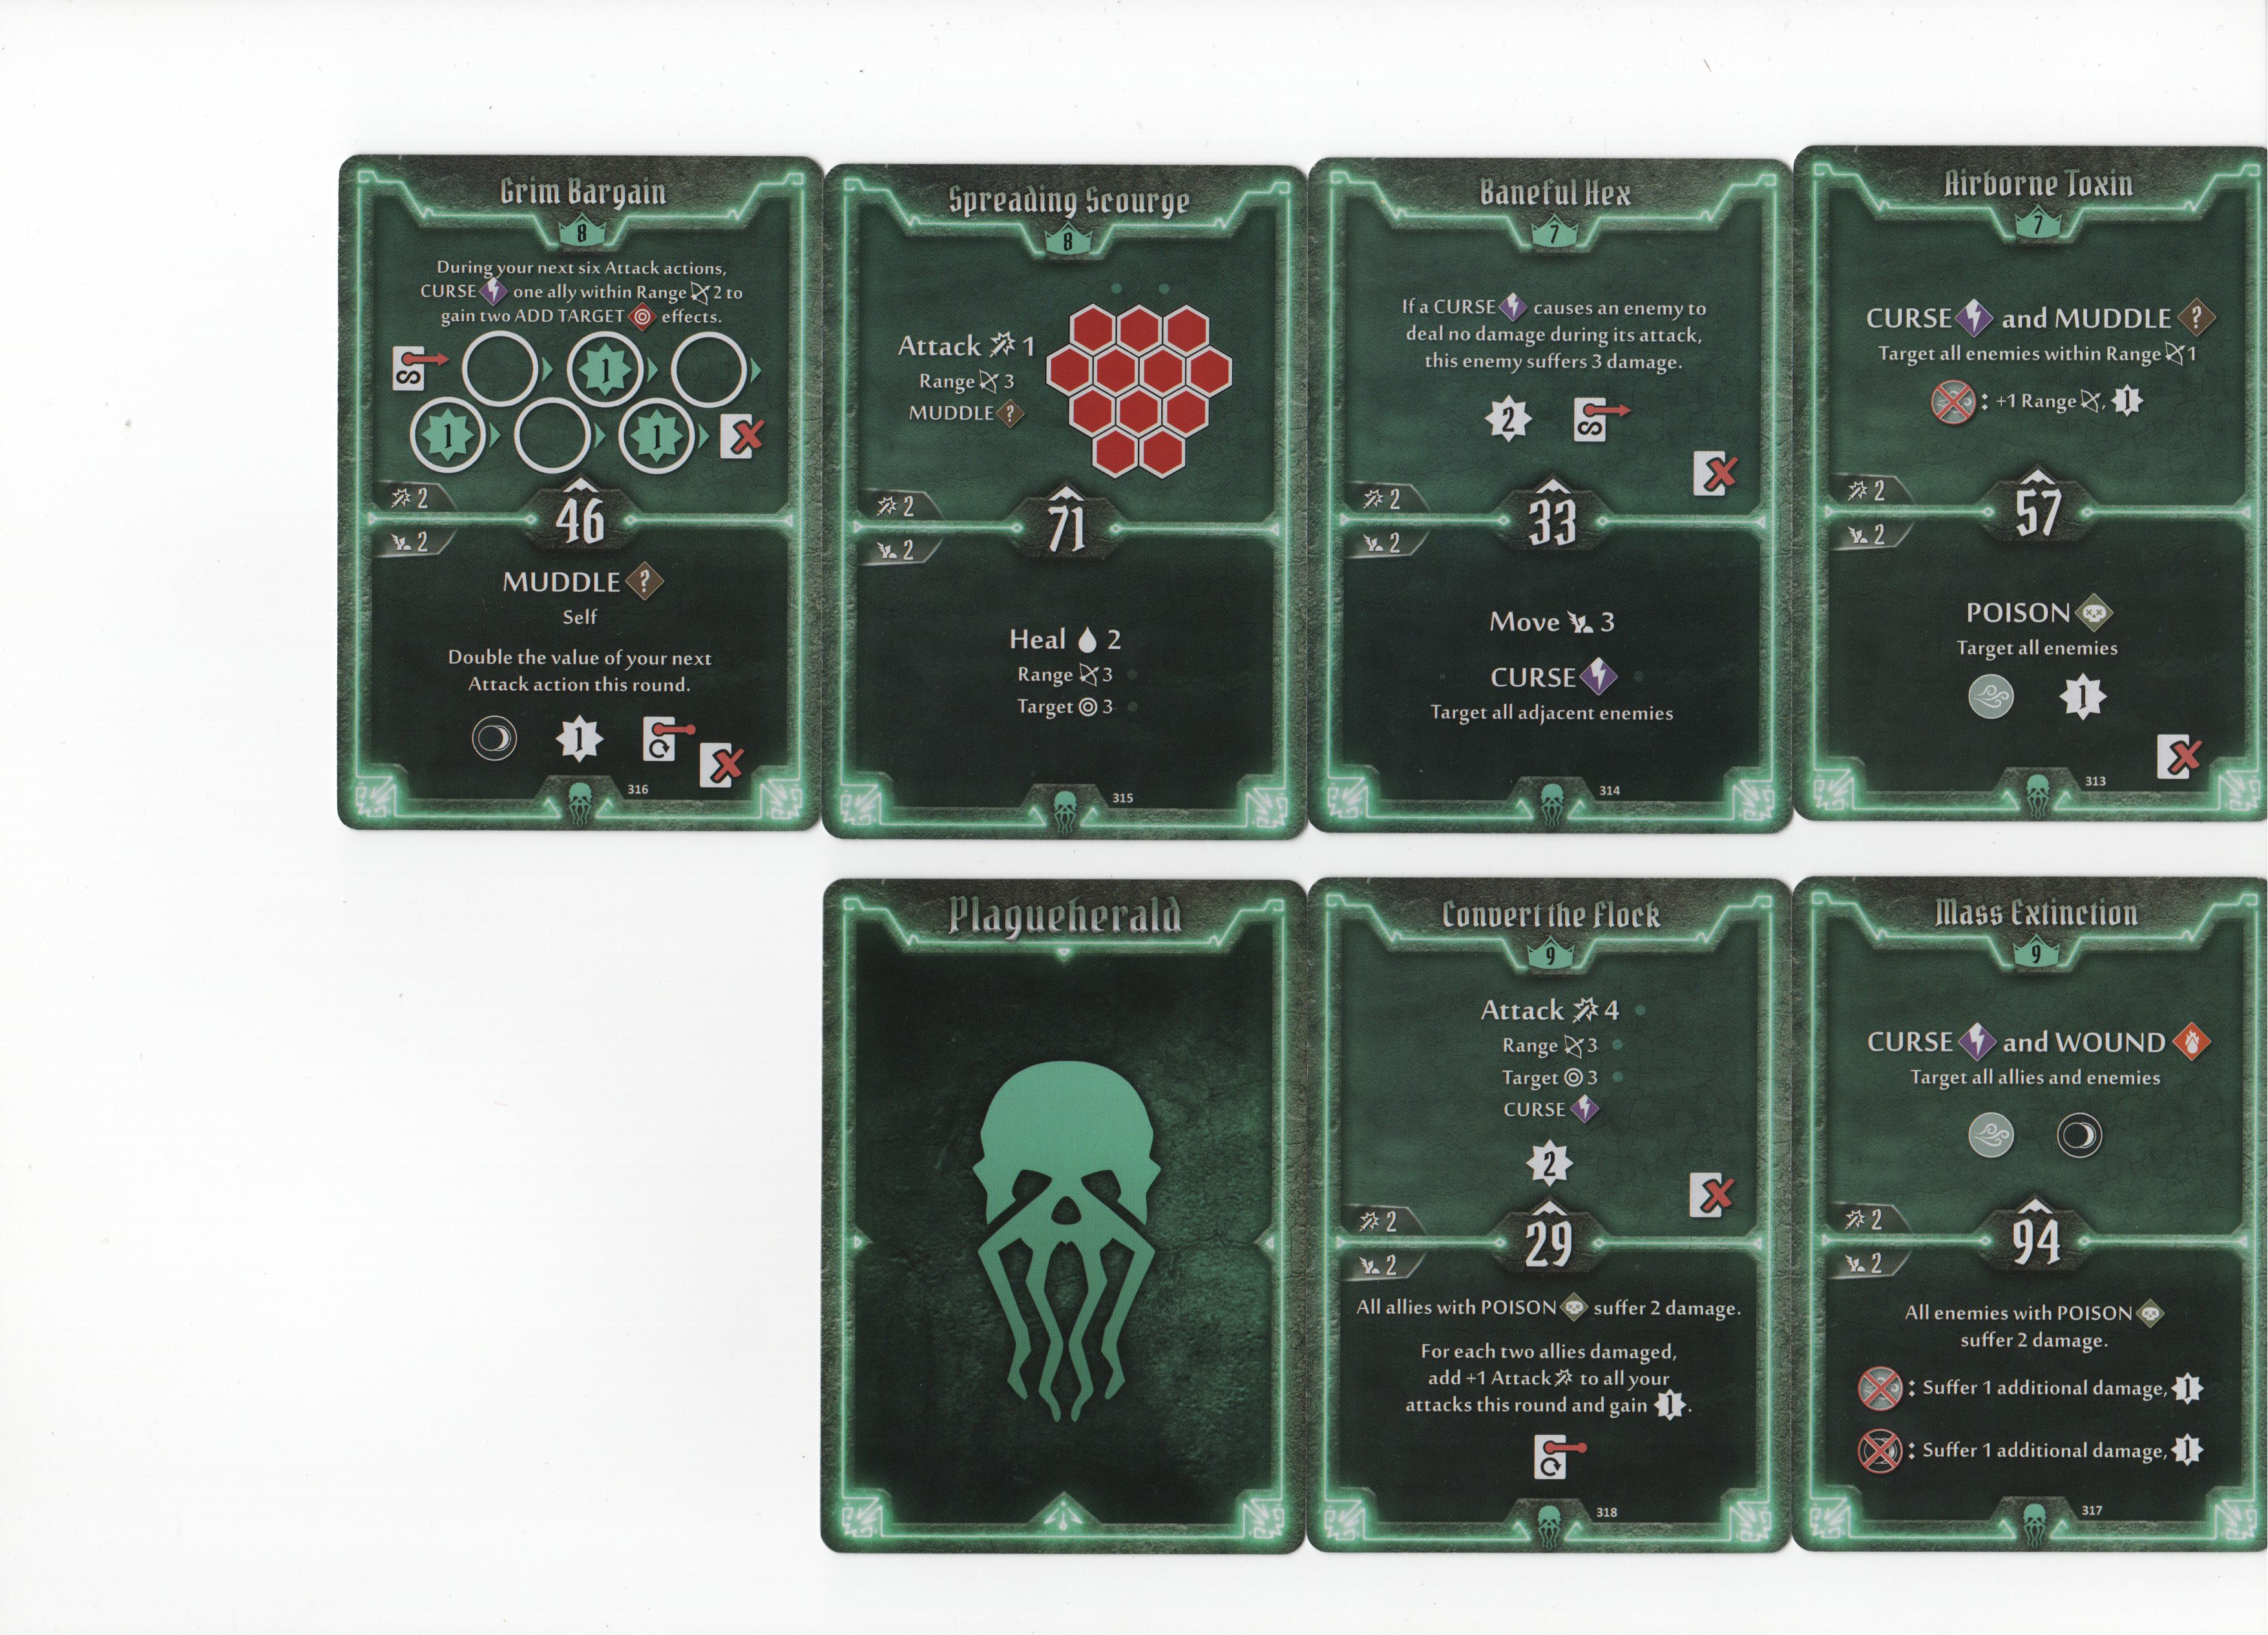 Grim Bargain
8
During your next six Attack actions,
CURSE one ally within Range 2 to
gain two ADD TARGET effects.
1
1 1
2
46
2
MUDDLE ?
Self
Double the value of your next
Attack action this round.
1
316
Spreading Scourge
8
Attack 1
Range 3
MUDDLE ?
2
71
2
Heal 2
Range 3
Target 3
315
Baneful Hex
7
If a CURSE causes an enemy to
deal no damage during its attack,
this enemy suffers 3 damage.
2
2
33
2
Move 3
CURSE
Target all adjacent enemies
314
Airborne Toxin
7
CURSE and MUDDLE ?
Target all enemies within Range 1
: +1 Range , 1
2
57
2
POISON
Target all enemies
1
313
Plagueherald
Convert the Flock
9
Attack 4
Range 3
Target 3
CURSE
2
2
29
2
All allies with POISON suffer 2 damage.
For each two allies damaged,
add +1 Attack to all your
attacks this round and gain 1 .
318
Mass Extinction
9
CURSE and WOUND
Target all allies and enemies
2
94
2
All enemies with POISON
suffer 2 damage.
: Suffer 1 additional damage, 1
: Suffer 1 additional damage, 1
317